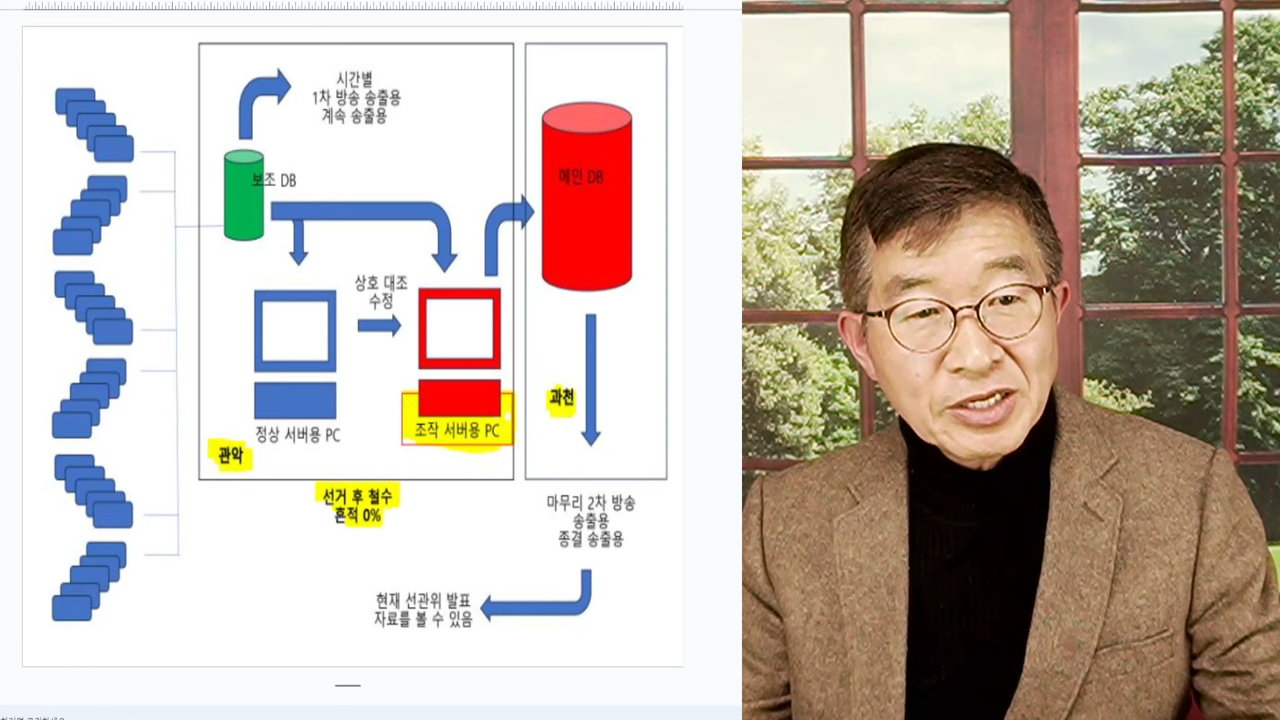 시간별
1차 방송 송출용
계속 송출용
보조 DB
메인 DB
상호 대조
수정
정상 서버용 PC
조작 서버용 PC
관악
과천
선거 후 철수
흔적 0%
마무리 2차 방송
송출용
종결 송출용
현재 선관위 발표
자료를 볼 수 있음